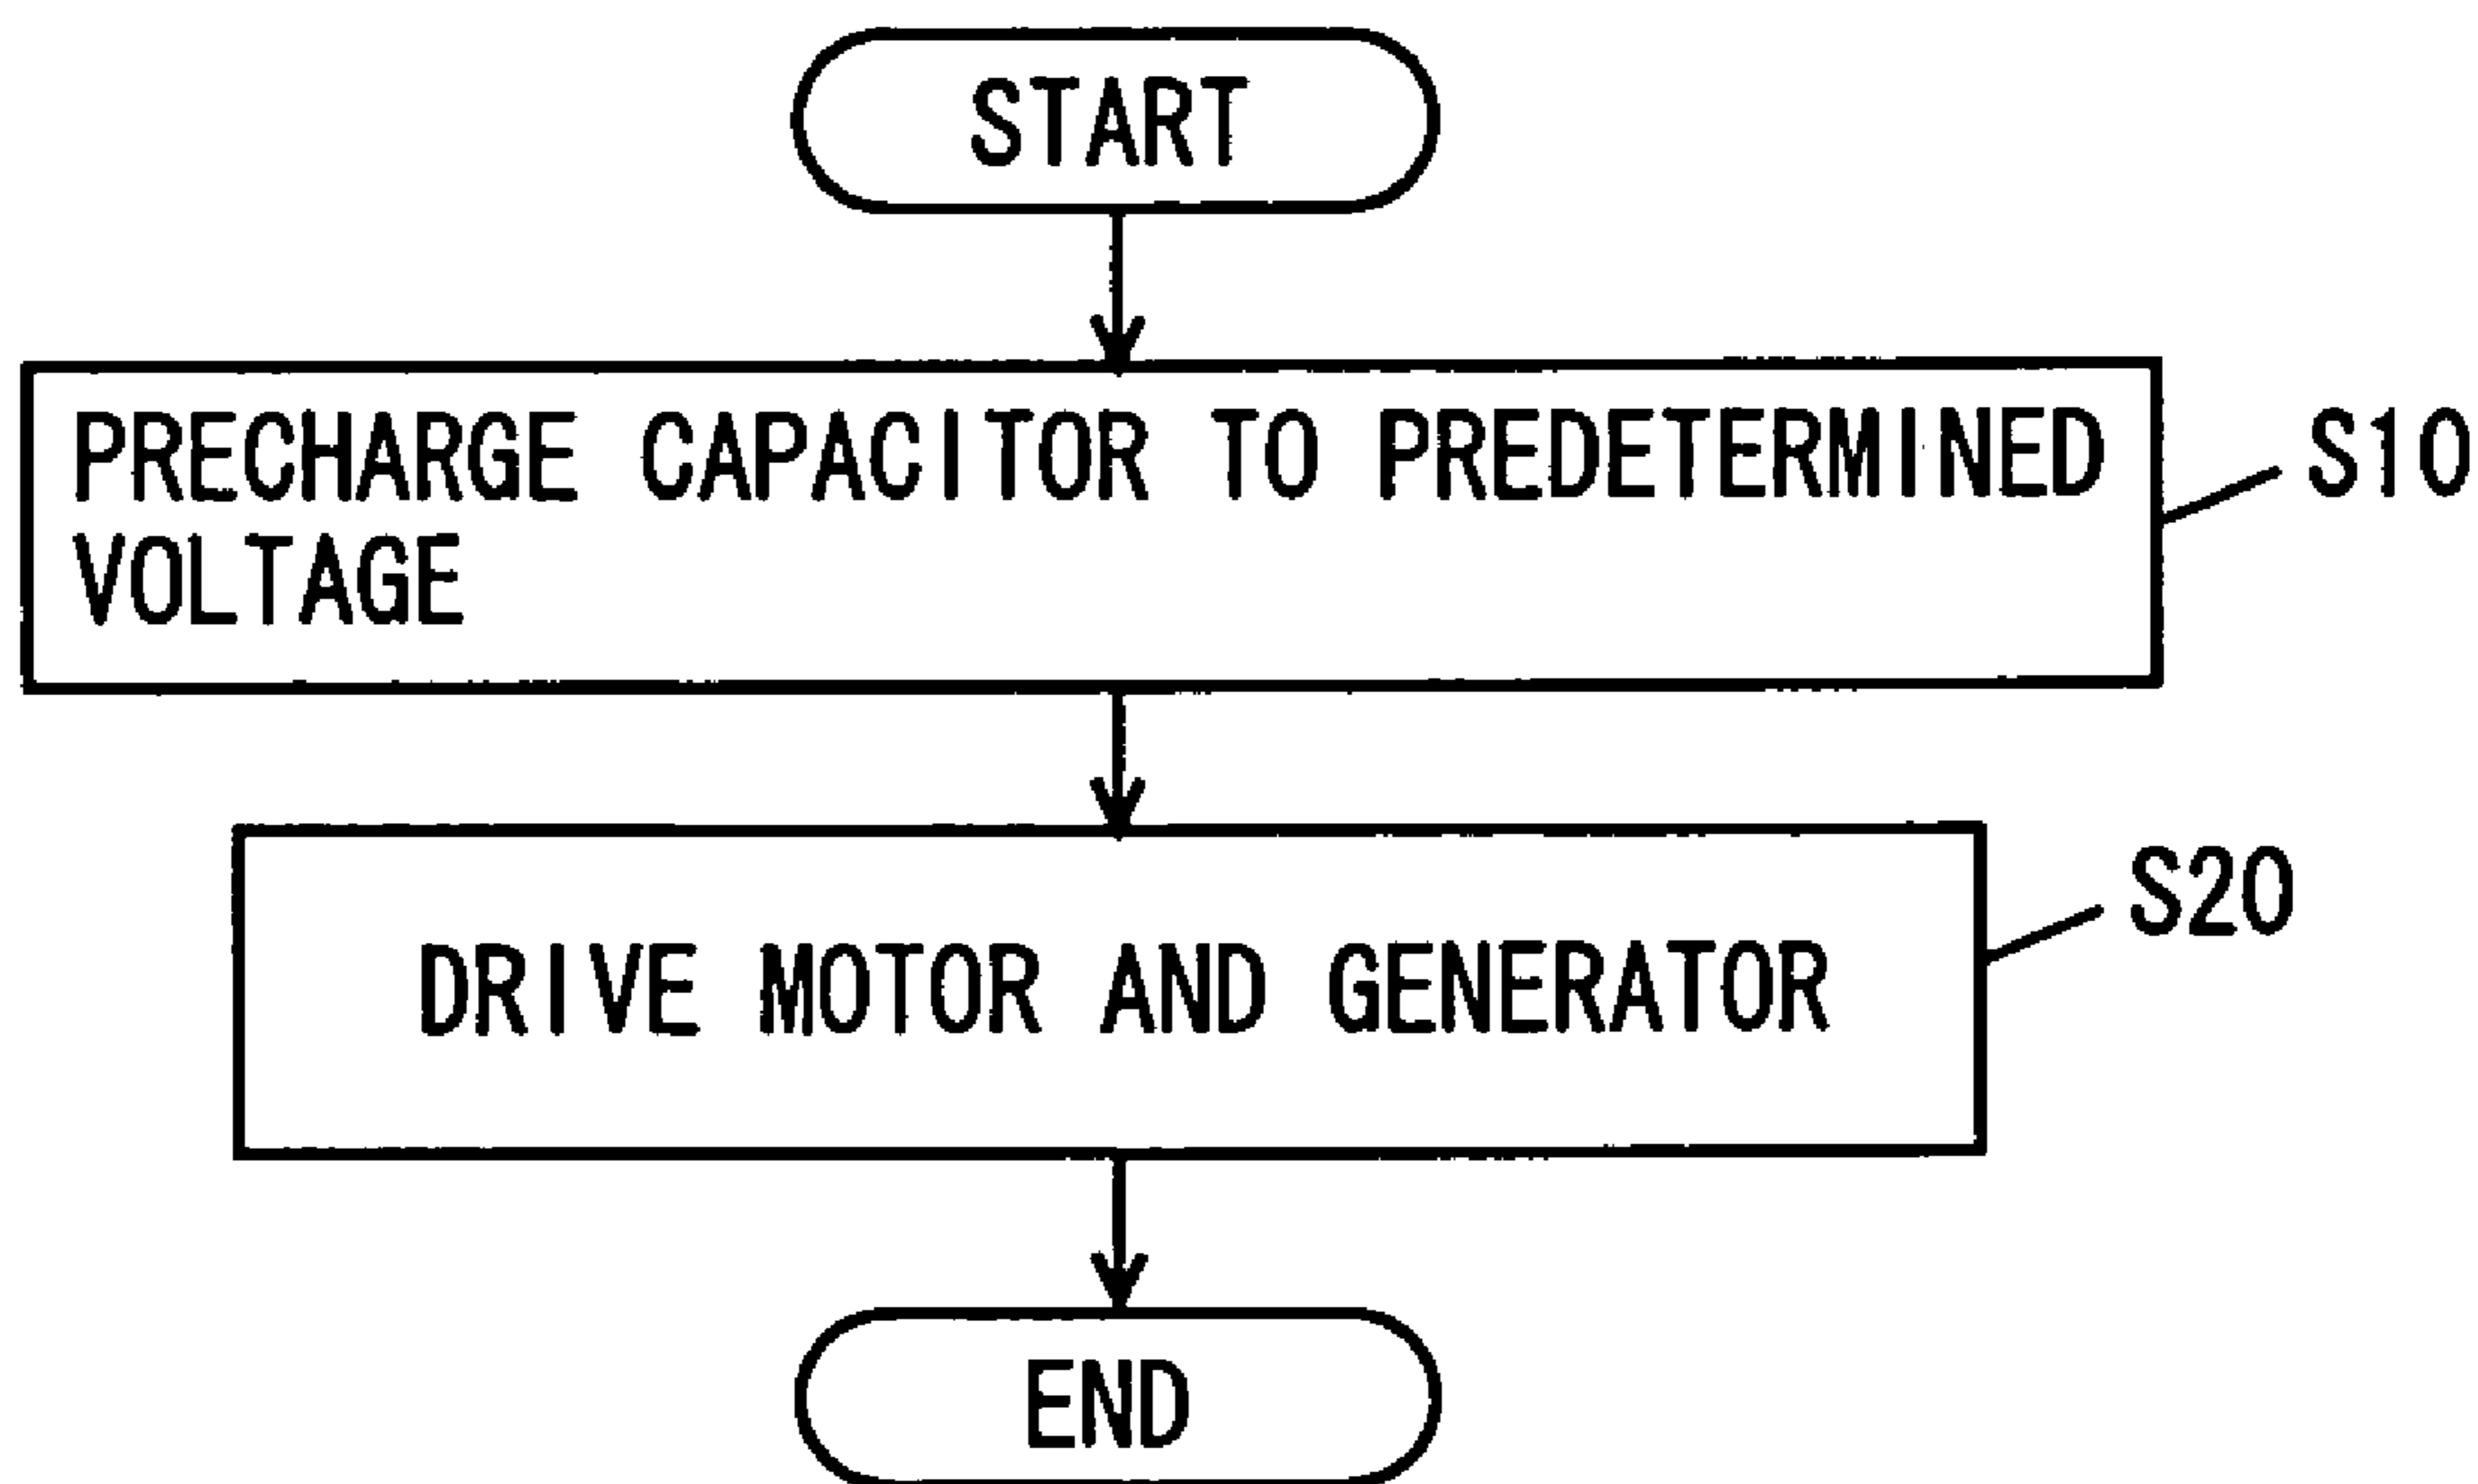 START
PRECHARGE CAPACITOR TO PREDETERMINED
VOLTAGE
S10
DRIVE MOTOR AND GENERATOR
S20
END